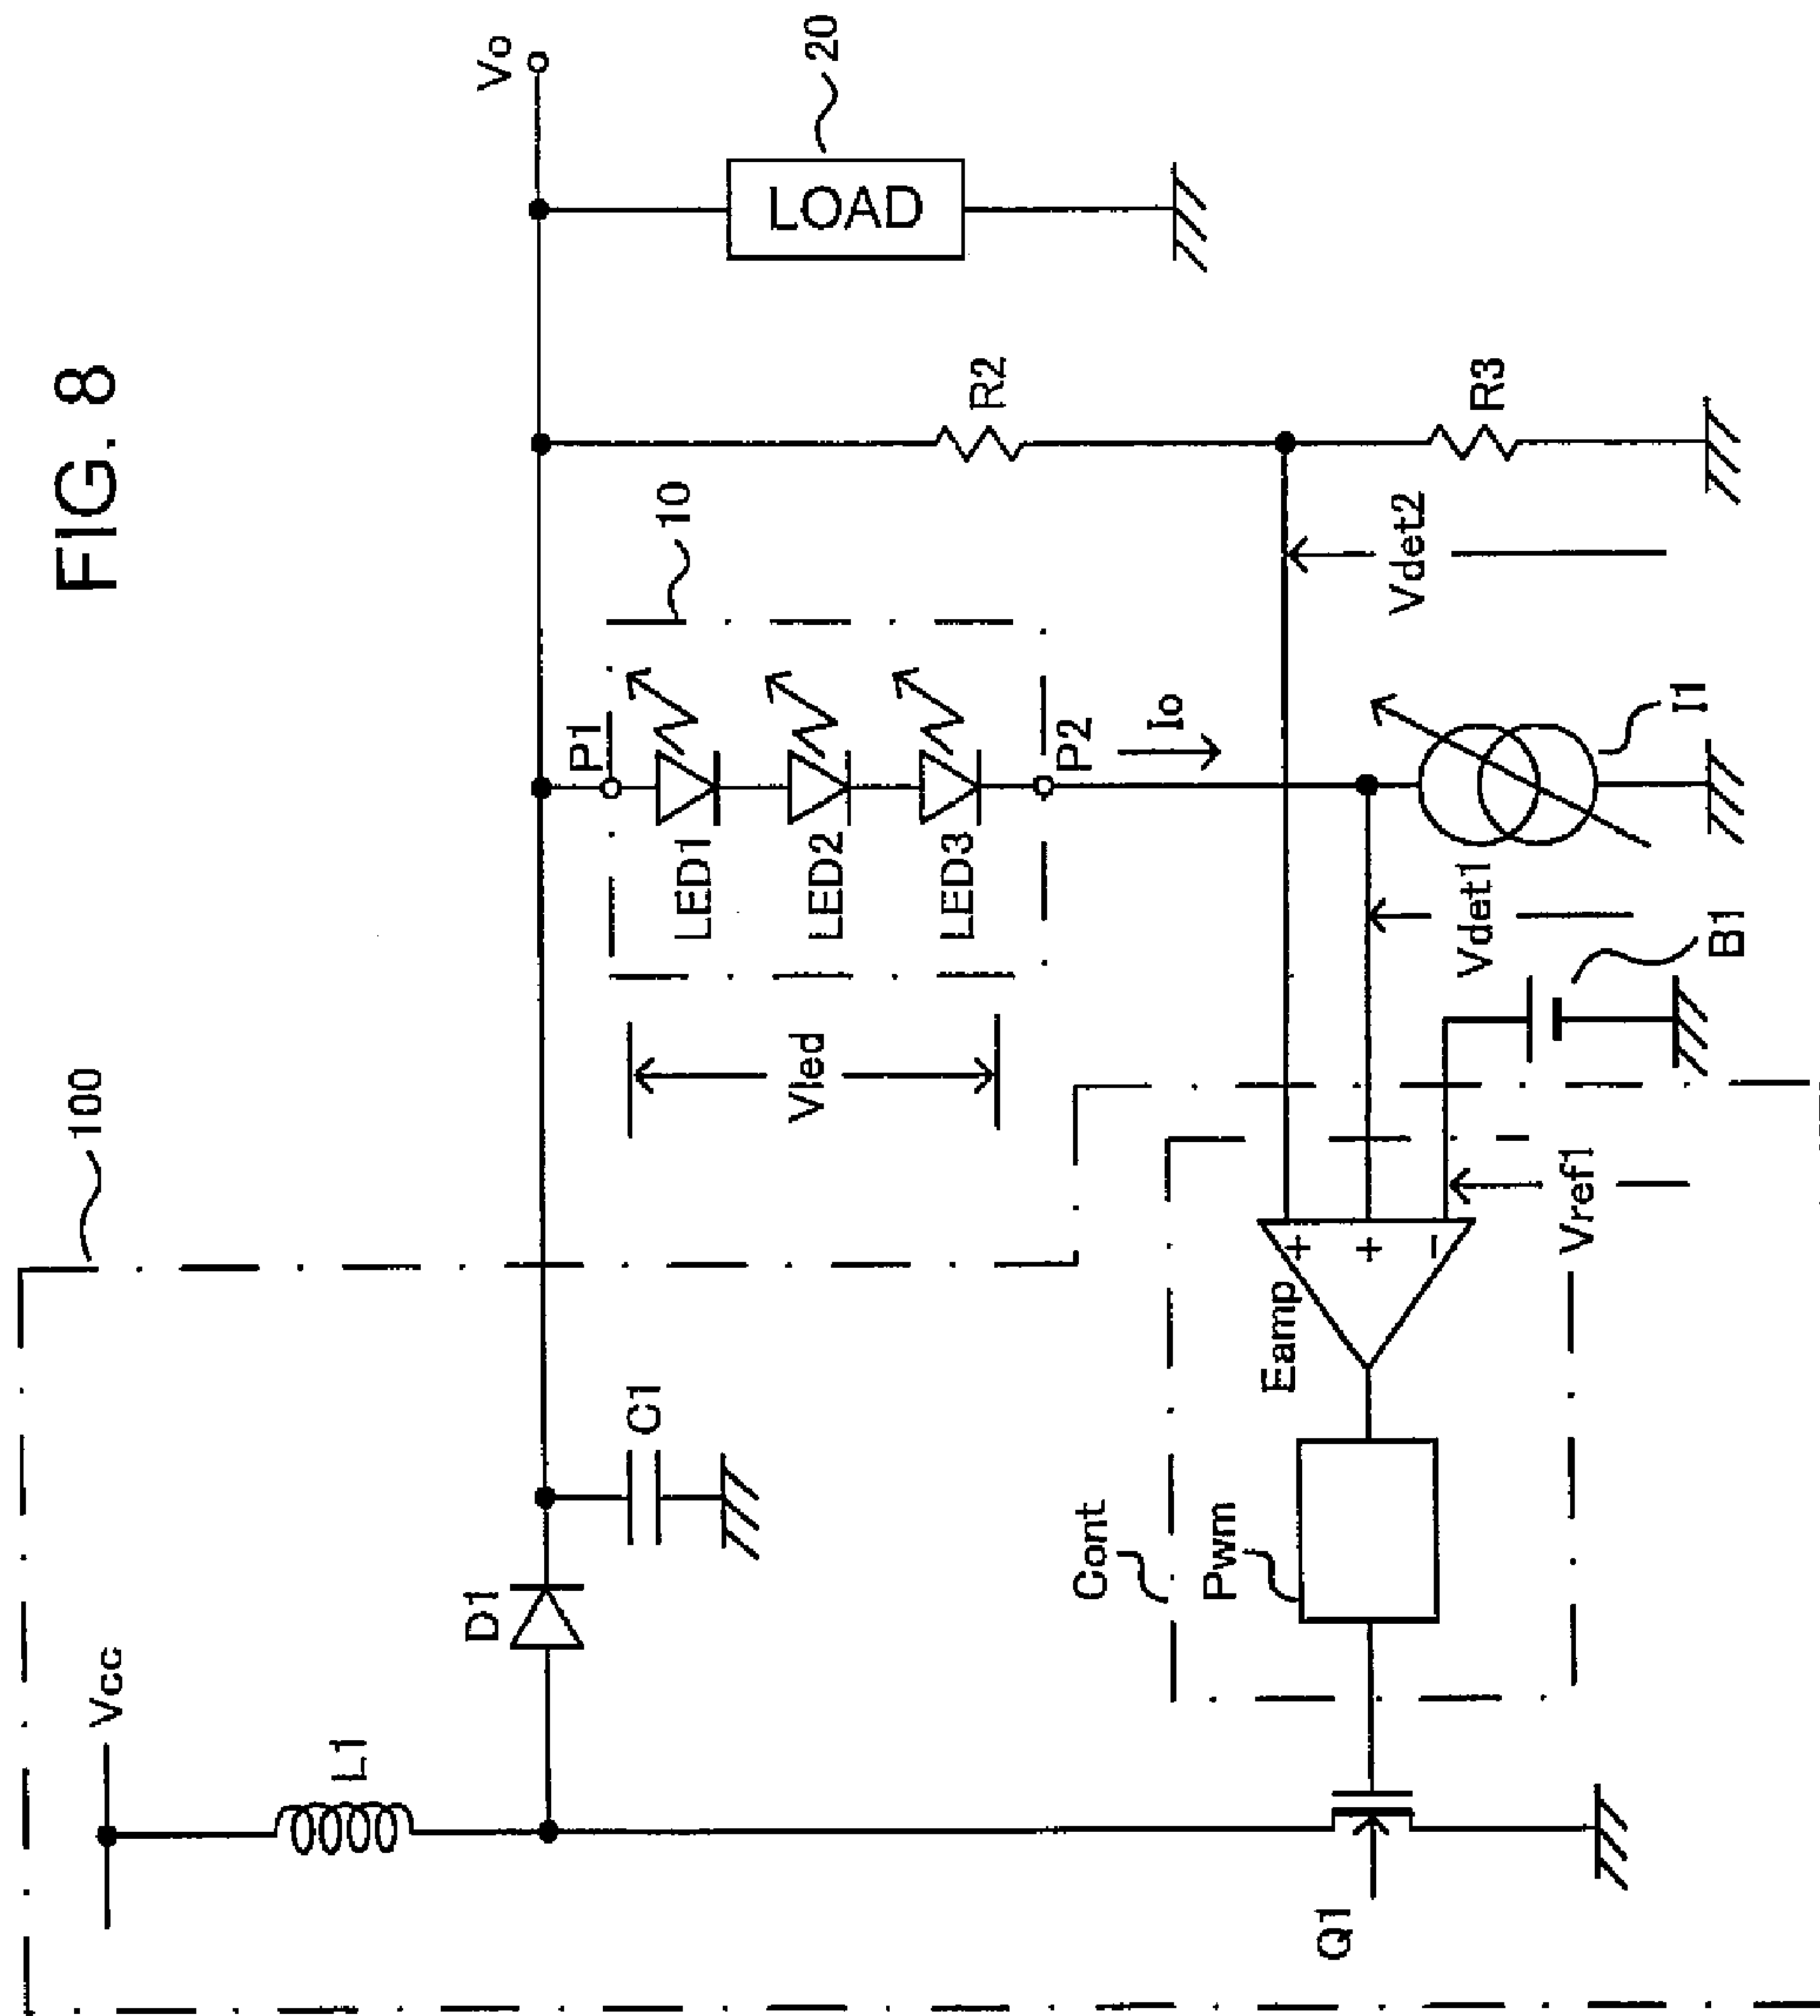 FIG. 8
100
Vcc
L1
D1
C1
Vo
P1
10
LED1
LED2
LED3
Vled
P2
Io
20
LOAD
R2
R3
Cont
Pwm
Eamp
+
+
−
Vdet2
Vdet1
Vref1
B1
I1
Q1